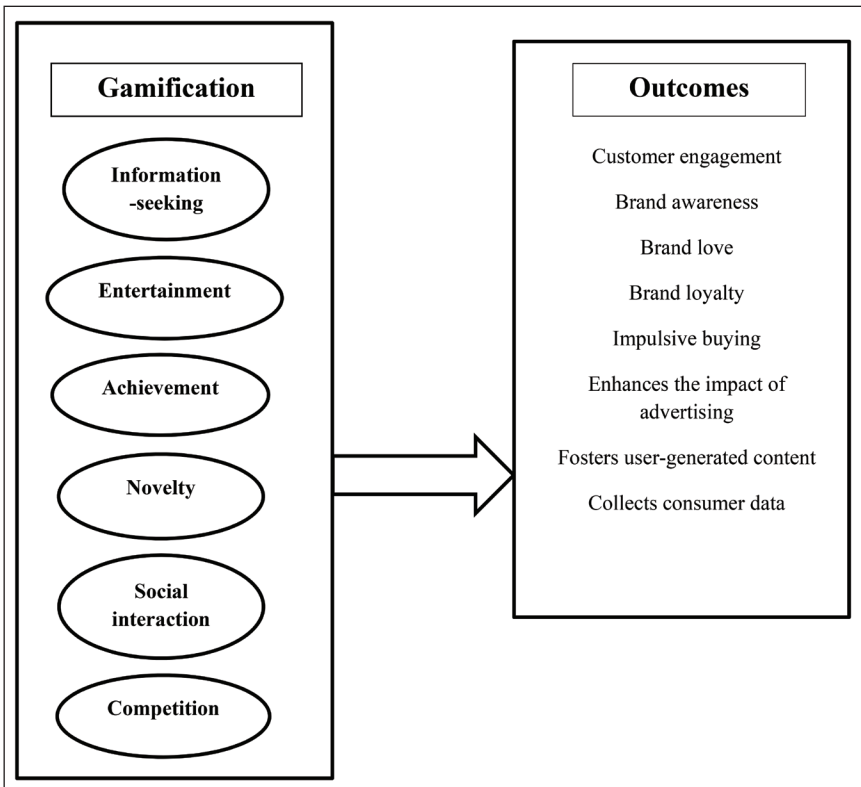 Gamification
Information
-seeking
Entertainment
Achievement
Novelty
Social
interaction
Competition
Outcomes
Customer engagement
Brand awareness
Brand love
Brand loyalty
Impulsive buying
Enhances the impact of
advertising
Fosters user-generated content
Collects consumer data